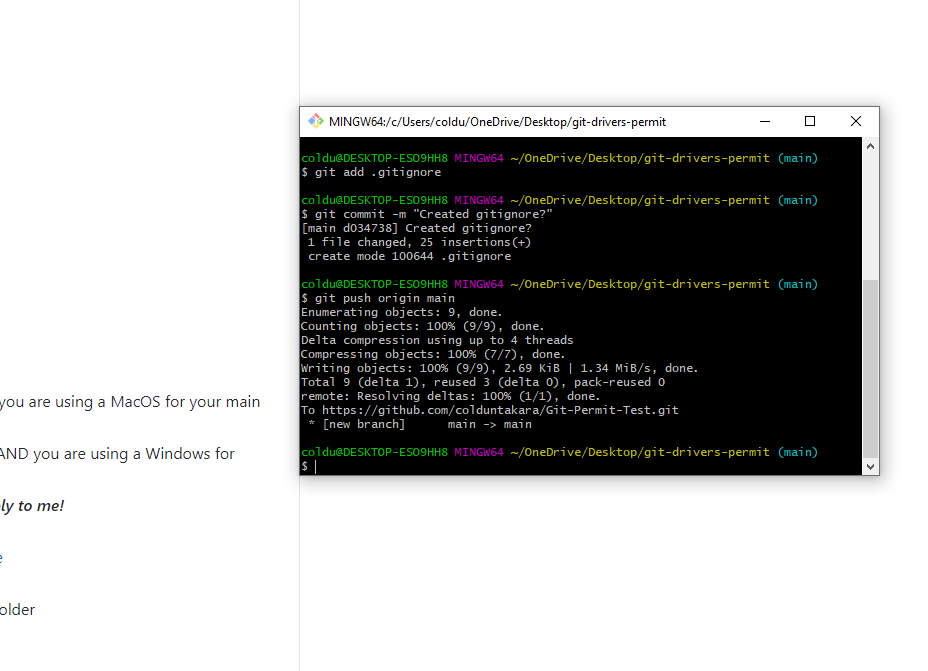 MINGW64:/c/Users/coldu/OneDrive/Desktop/git-drivers-permit
coldu@DESKTOP-ESO9HH8 MINGW64 ~/OneDrive/Desktop/git-drivers-permit (main)
$ git add .gitignore
coldu@DESKTOP-ESO9HH8 MINGW64 ~/OneDrive/Desktop/git-drivers-permit (main)
$ git commit -m "Created gitignore?"
[main d034738] Created gitignore?
1 file changed, 25 insertions(+)
create mode 100644 .gitignore
coldu@DESKTOP-ESO9HH8 MINGW64 ~/OneDrive/Desktop/git-drivers-permit (main)
$ git push origin main
Enumerating objects: 9, done.
Counting objects: 100% (9/9), done.
Delta compression using up to 4 threads
Compressing objects: 100% (7/7), done.
Writing objects: 100% (9/9), 2.69 KiB | 1.34 MiB/s, done.
Total 9 (delta 1), reused 3 (delta 0), pack-reused 0
remote: Resolving deltas: 100% (1/1), done.
To https://github.com/colduntakara/Git-Permit-Test.git
* [new branch]      main -> main
coldu@DESKTOP-ESO9HH8 MINGW64 ~/OneDrive/Desktop/git-drivers-permit (main)
$
you are using a MacOS for your main
AND you are using a Windows for
ly to me!
e
older